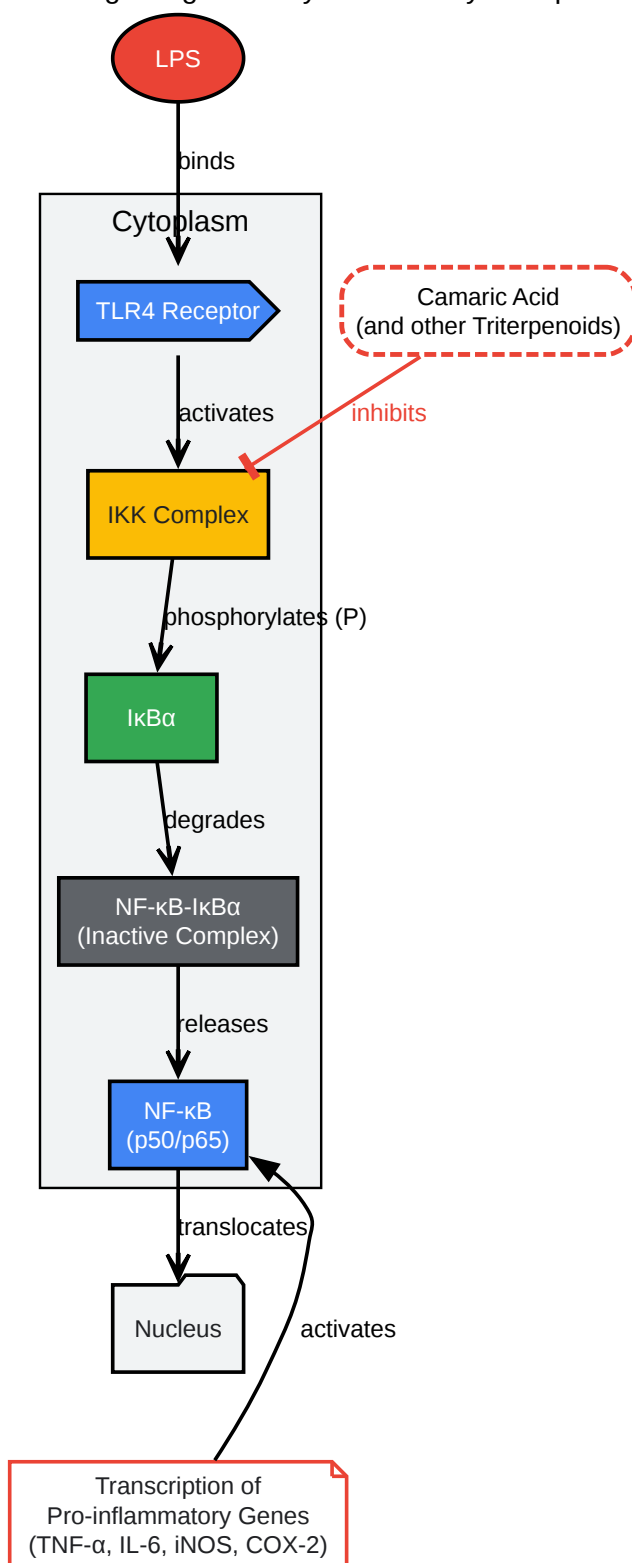 LPS
binds
Cytoplasm
TLR4 Receptor
Camaric Acid
(and other Triterpenoids)
activates
inhibits
IKK Complex
phosphorylates (P)
IκBα
degrades
NF-κB-IκBα
(Inactive Complex)
releases
NF-κB
(p50/p65)
translocates
Nucleus
activates
Transcription of
Pro-inflammatory Genes
(TNF-α, IL-6, iNOS, COX-2)